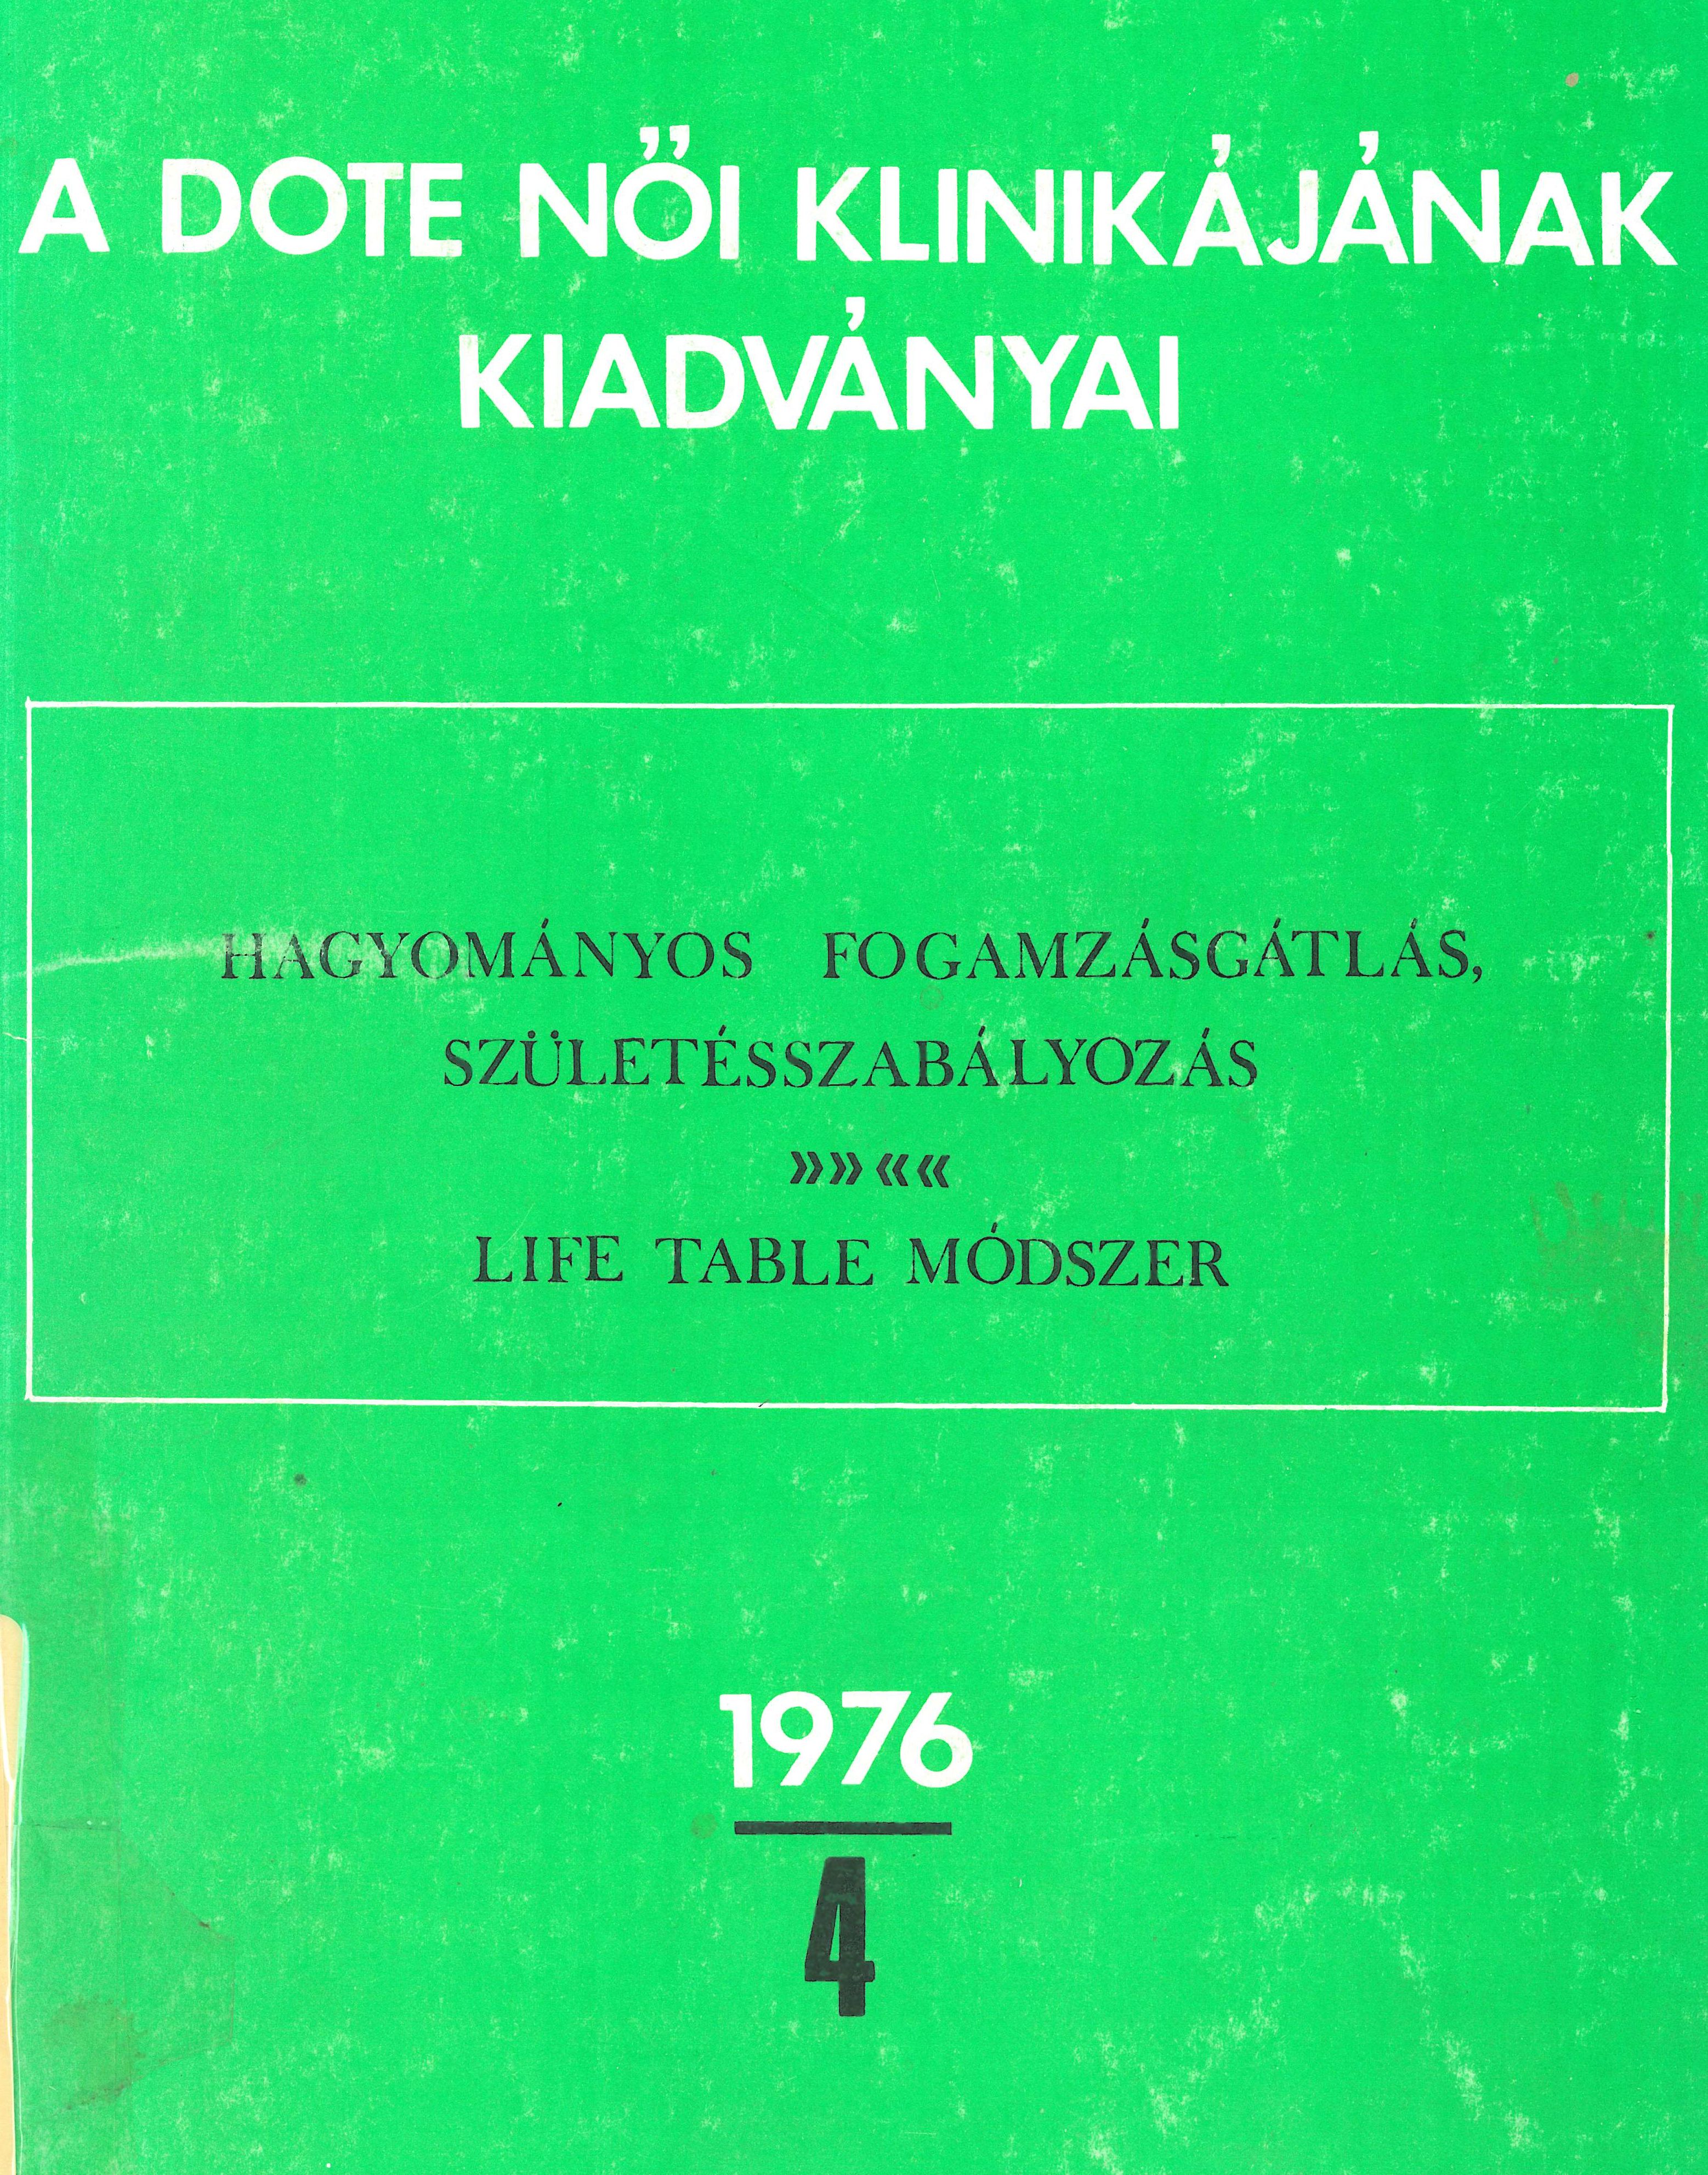 A DOTE NŐI KLINIKÁJÁNAK
KIADVÁNYAI
HAGYOMÁNYOS FOGAMZÁSGÁTLÁS,
SZÜLETÉSSZABÁLYOZÁS
»» ««
LIFE TABLE MÓDSZER
1976
4